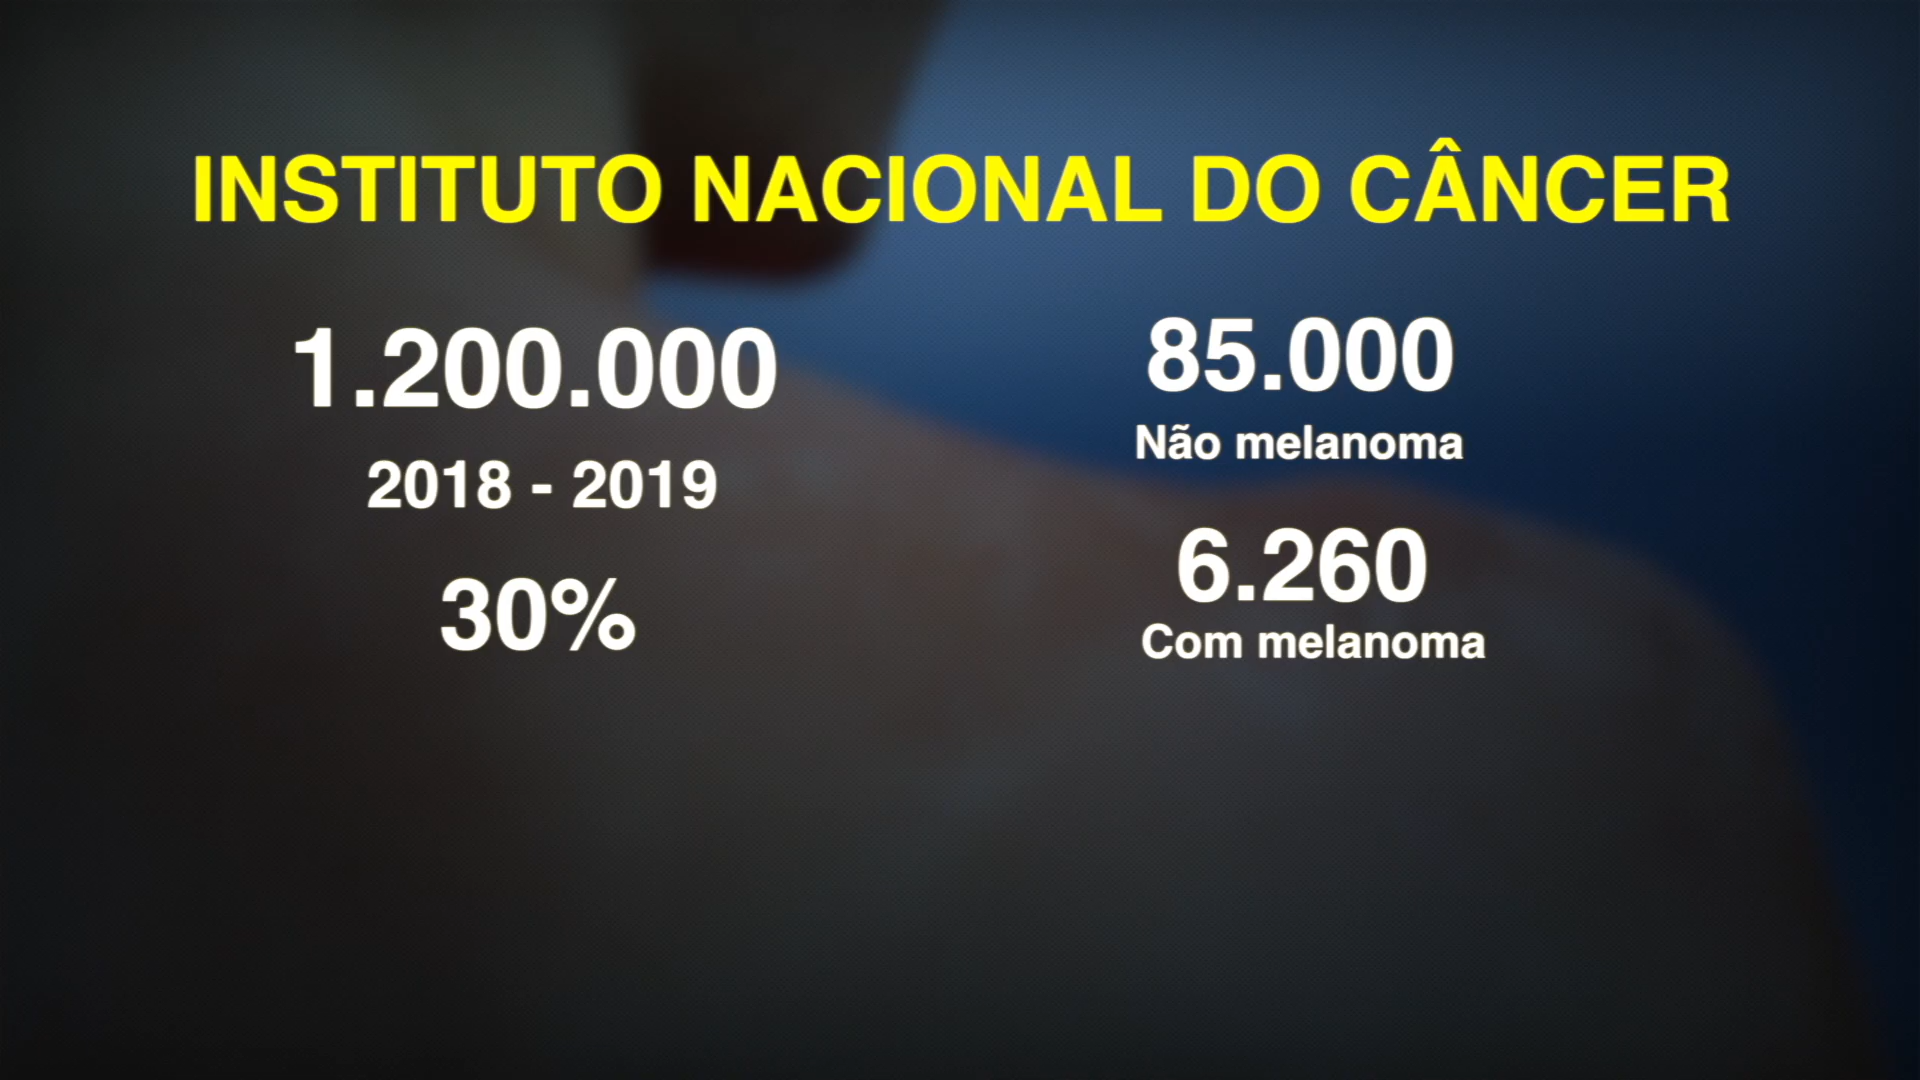 INSTITUTO NACIONAL DO CÂNCER
1.200.000
2018 - 2019
30%
85.000
Não melanoma
6.260
Com melanoma